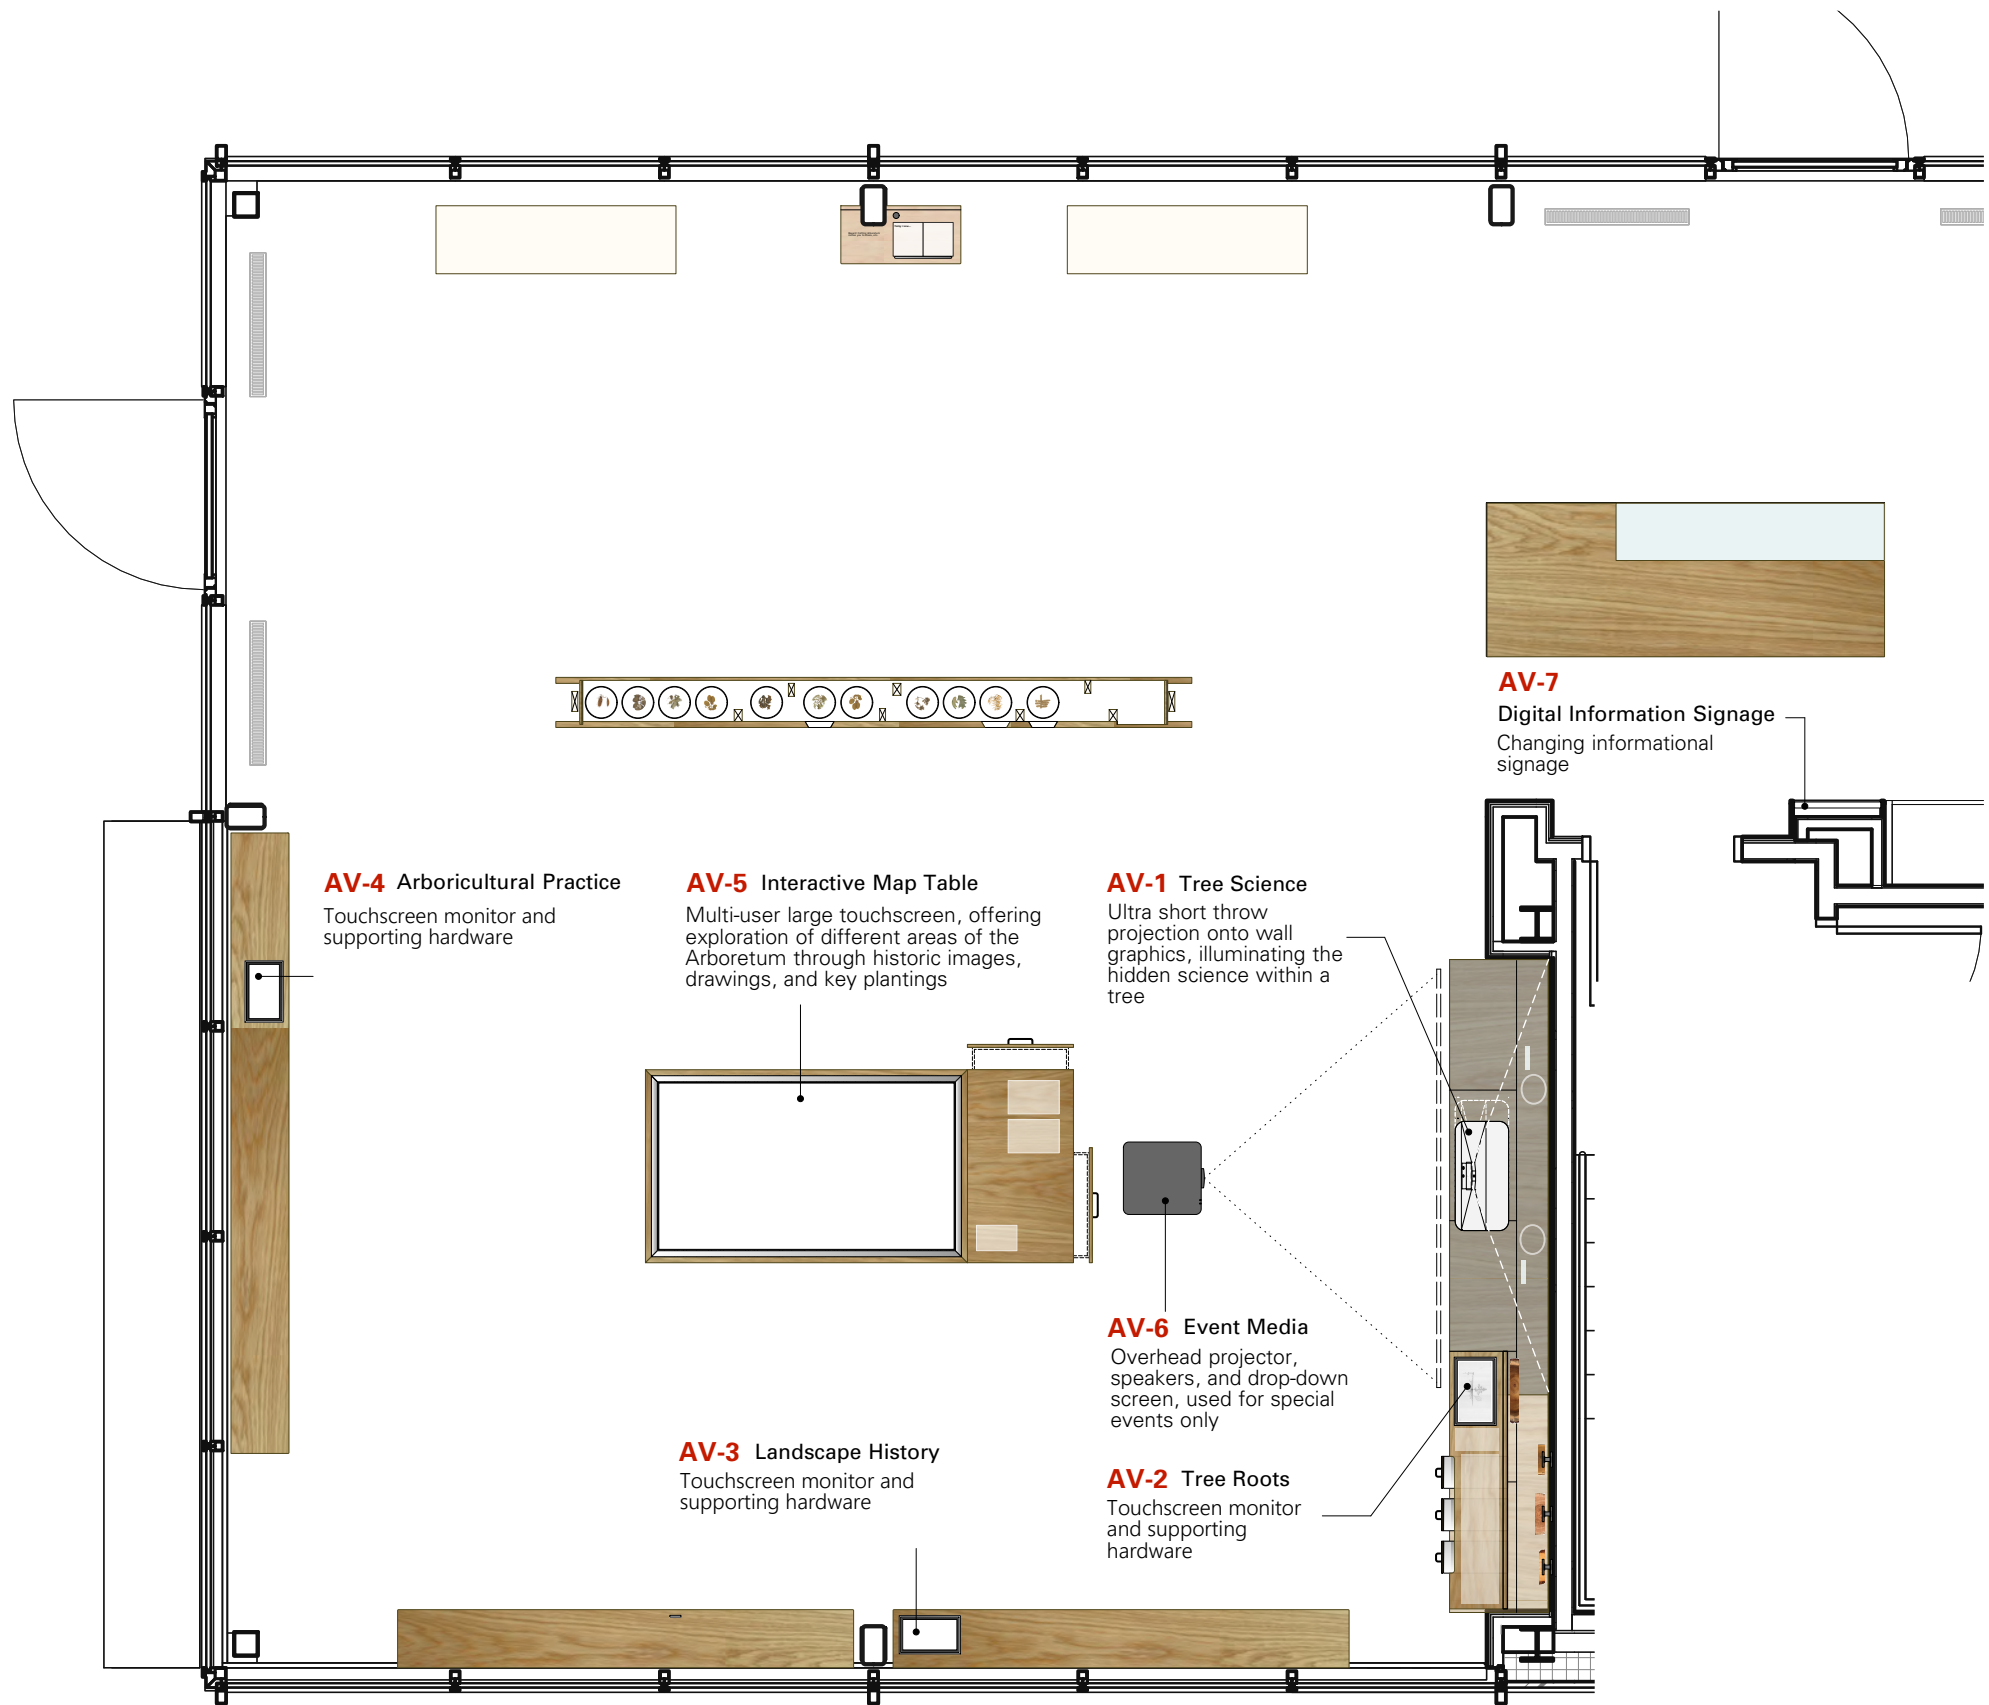 AV-7
Digital Information Signage
Changing informational
signage
AV-4 Arboricultural Practice
Touchscreen monitor and
supporting hardware
AV-5 Interactive Map Table
Multi-user large touchscreen, offering
exploration of different areas of the
Arboretum through historic images,
drawings, and key plantings
AV-1 Tree Science
Ultra short throw
projection onto wall
graphics, illuminating the
hidden science within a
tree
AV-6 Event Media
Overhead projector,
speakers, and drop-down
screen, used for special
events only
AV-3 Landscape History
Touchscreen monitor and
supporting hardware
AV-2 Tree Roots
Touchscreen monitor
and supporting
hardware